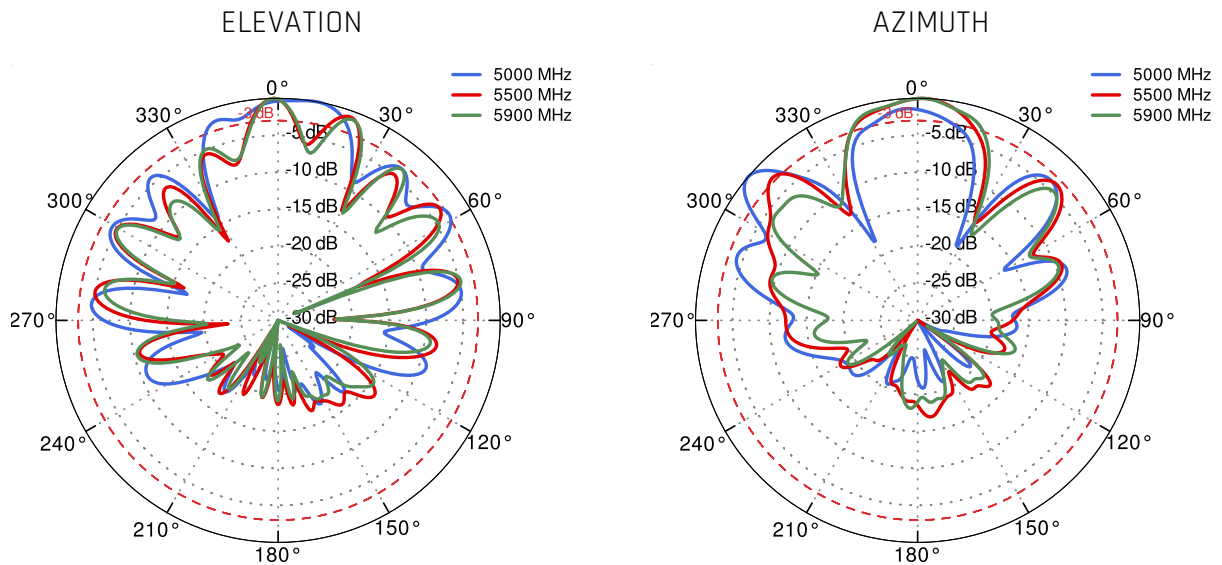 ELEVATION
5000 MHz
5500 MHz
5900 MHz
0°
30°
60°
90°
120°
150°
180°
210°
240°
270°
300°
330°
-3 dB
-5 dB
-10 dB
-15 dB
-20 dB
-25 dB
-30 dB
AZIMUTH
5000 MHz
5500 MHz
5900 MHz
0°
30°
60°
90°
120°
150°
180°
210°
240°
270°
300°
330°
-3 dB
-5 dB
-10 dB
-15 dB
-20 dB
-25 dB
-30 dB